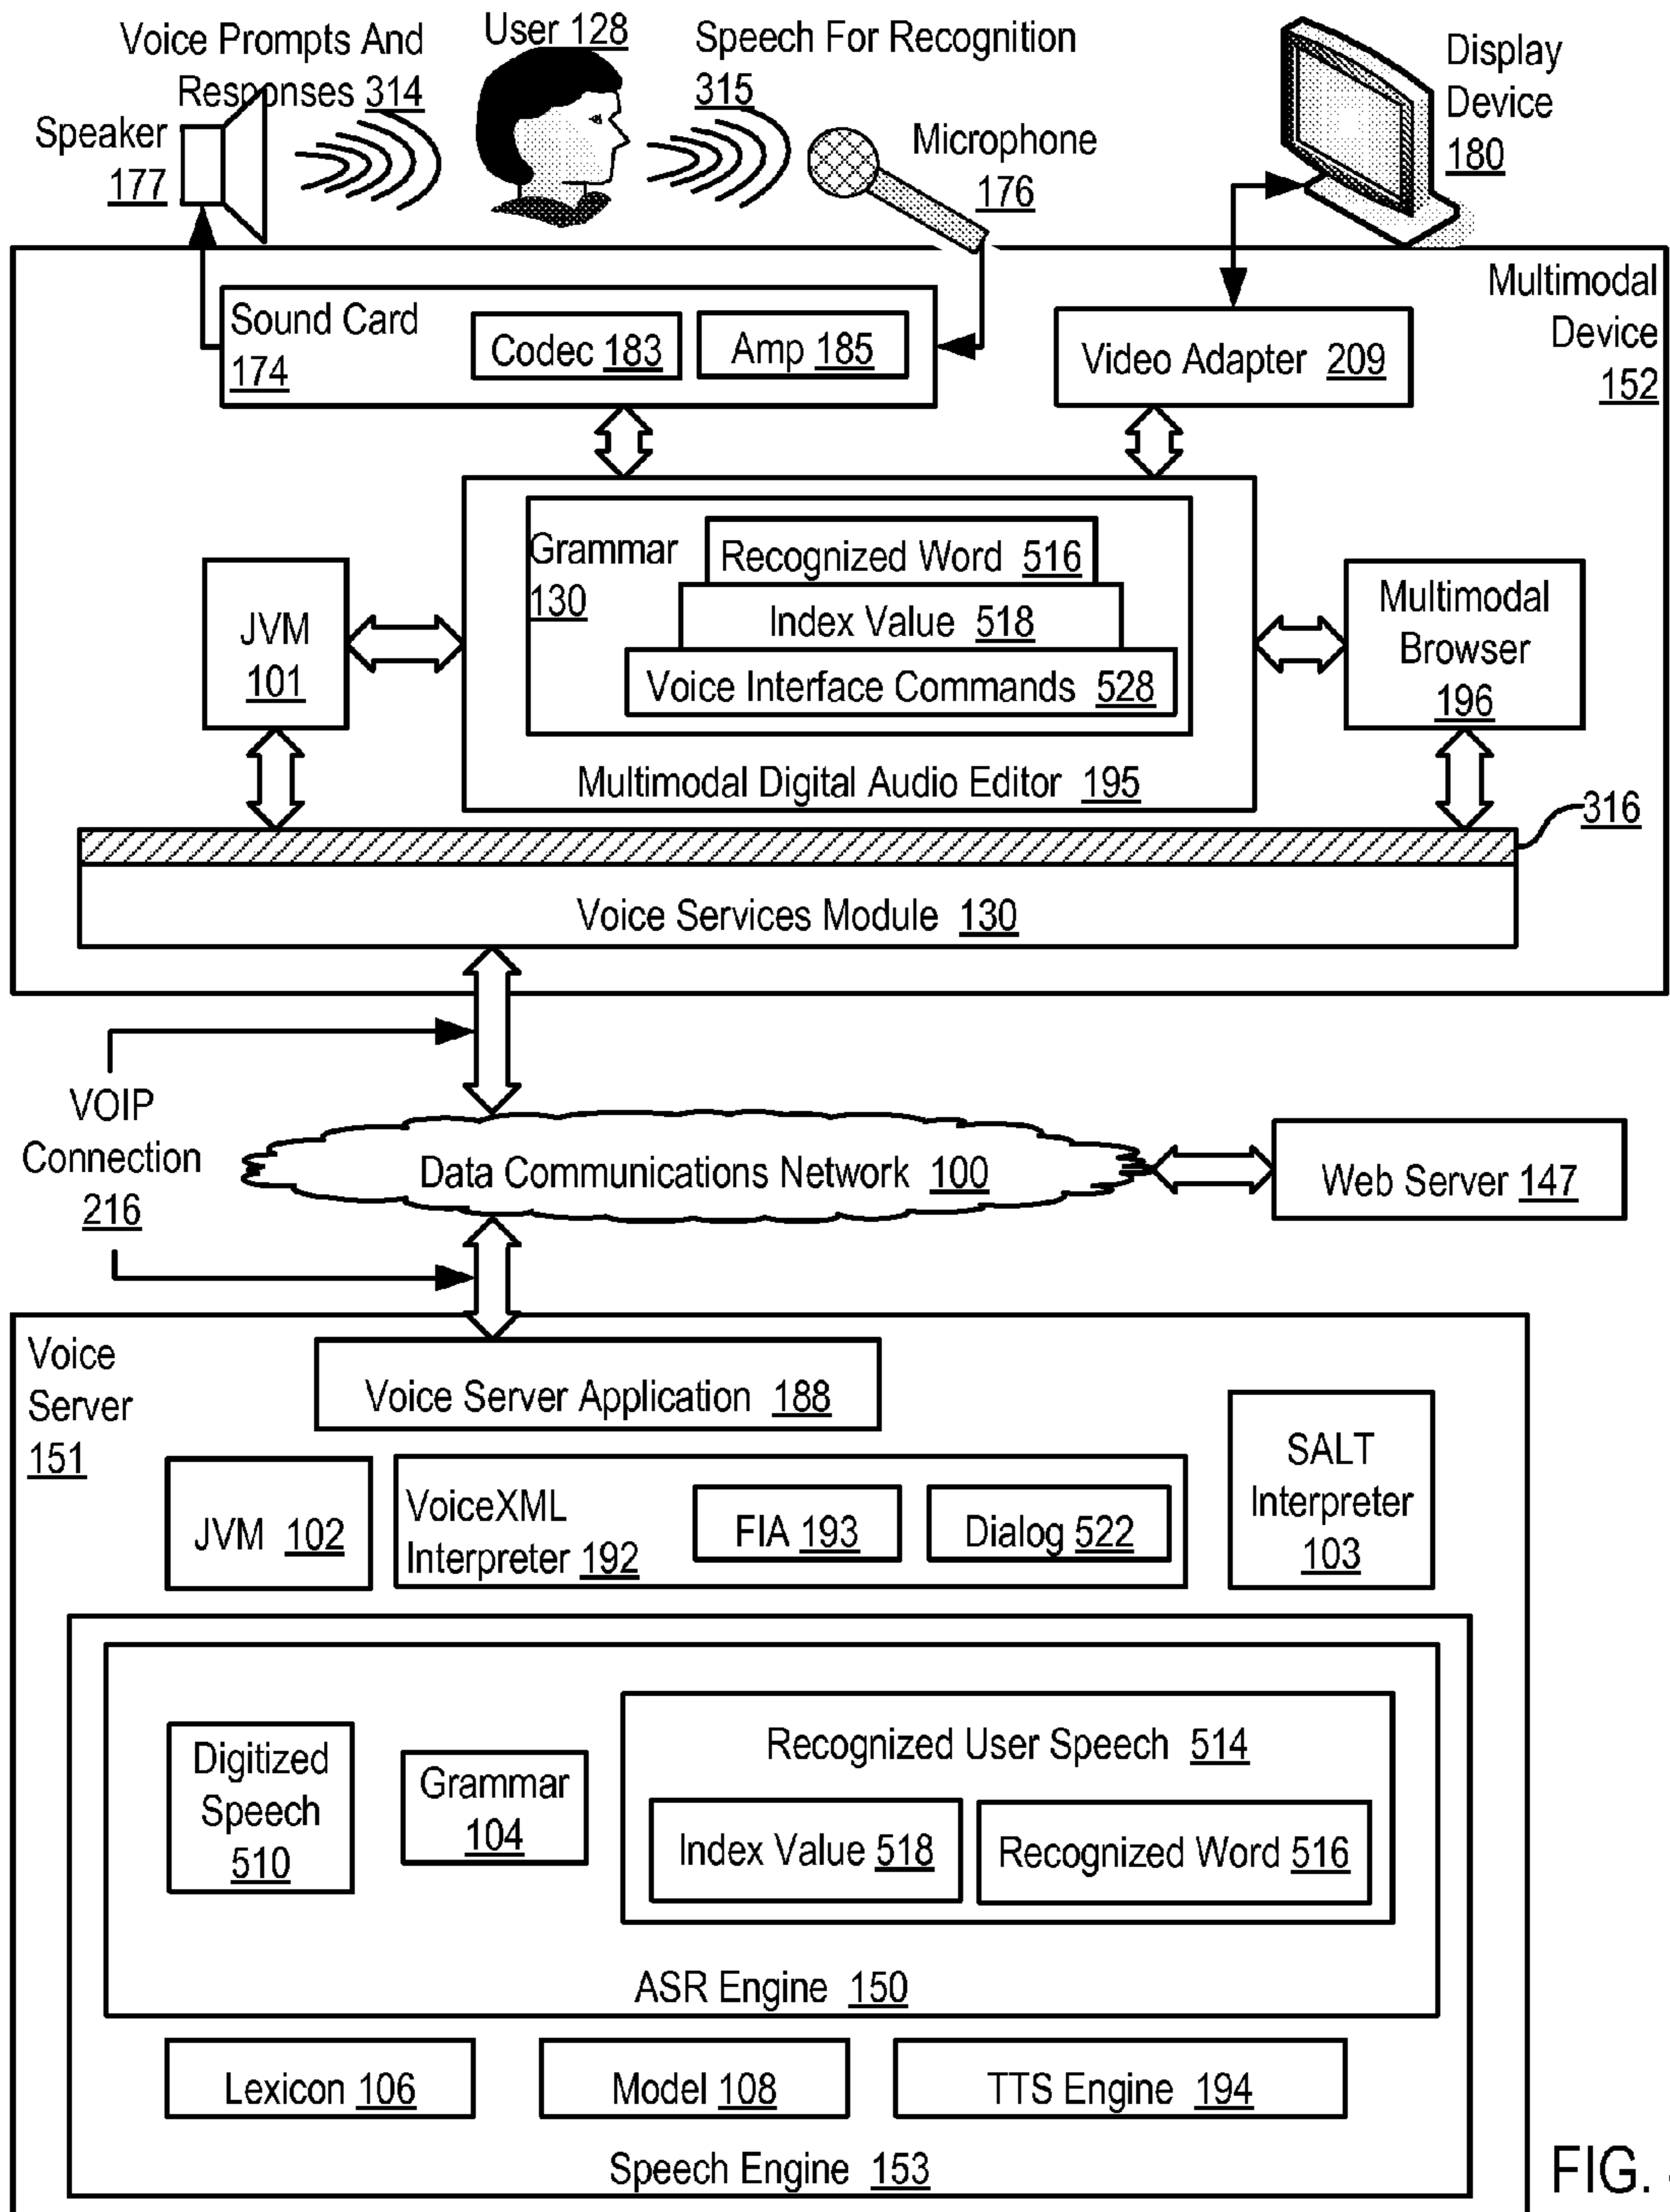 Voice Prompts And
Responses 314
User 128
Speech For Recognition
315
Display
Device
180
Speaker
177
Microphone
176
Multimodal
Device
152
Sound Card
174
Codec 183
Amp 185
Video Adapter 209
Grammar
130
Recognized Word 516
Index Value 518
Voice Interface Commands 528
JVM
101
Multimodal
Browser
196
Multimodal Digital Audio Editor 195
316
Voice Services Module 130
VOIP
Connection
216
Data Communications Network 100
Web Server 147
Voice
Server
151
Voice Server Application 188
SALT
Interpreter
103
JVM 102
VoiceXML
Interpreter 192
FIA 193
Dialog 522
Digitized
Speech
510
Grammar
104
Recognized User Speech 514
Index Value 518
Recognized Word 516
ASR Engine 150
Lexicon 106
Model 108
TTS Engine 194
Speech Engine 153
FIG.